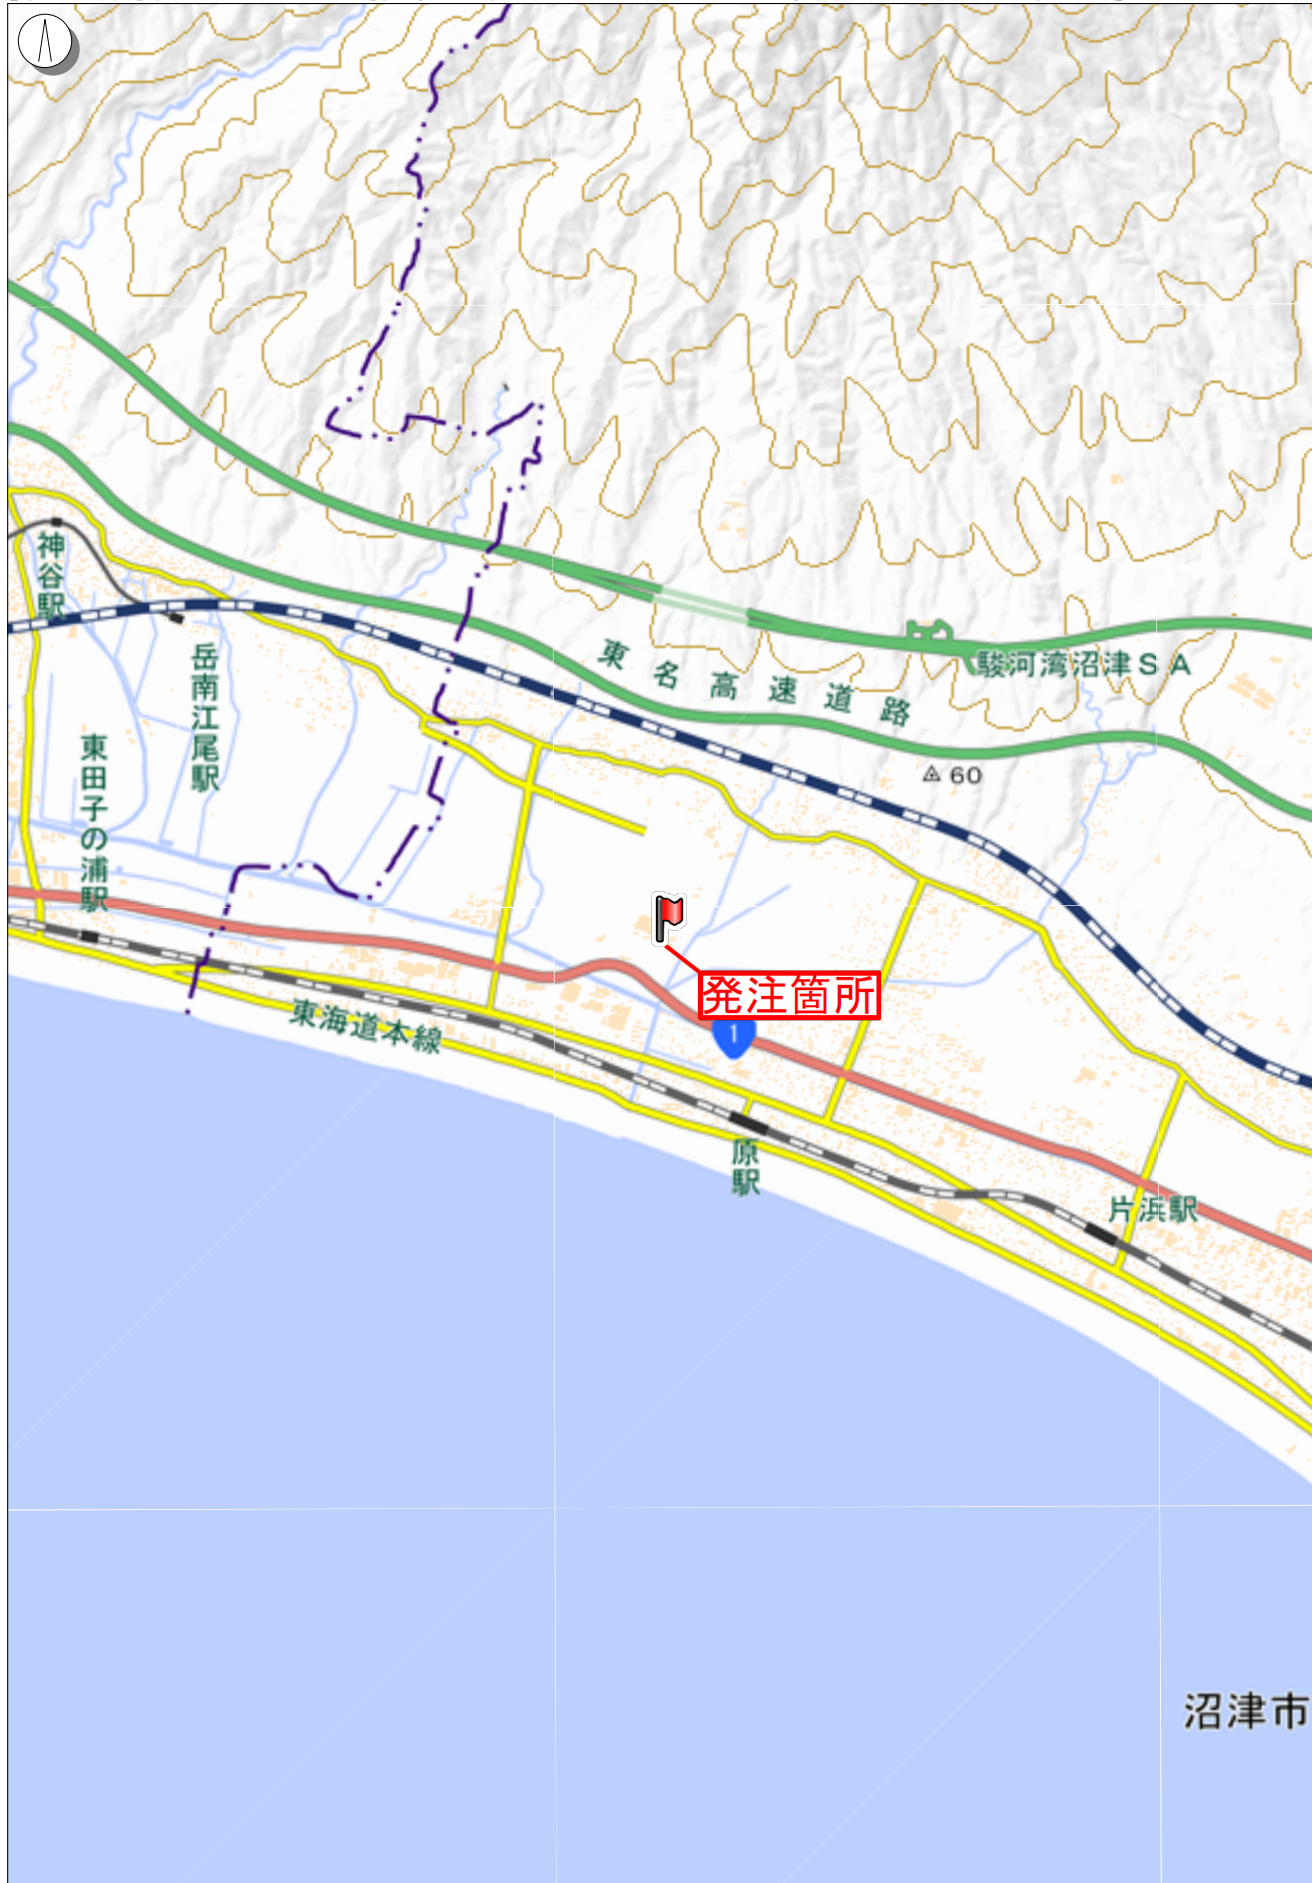 神谷駅
岳南江尾駅
東田子の浦駅
東名高速道路
駿河湾沼津SA
60
発注箇所
1
東海道本線
原駅
片浜駅
沼津市